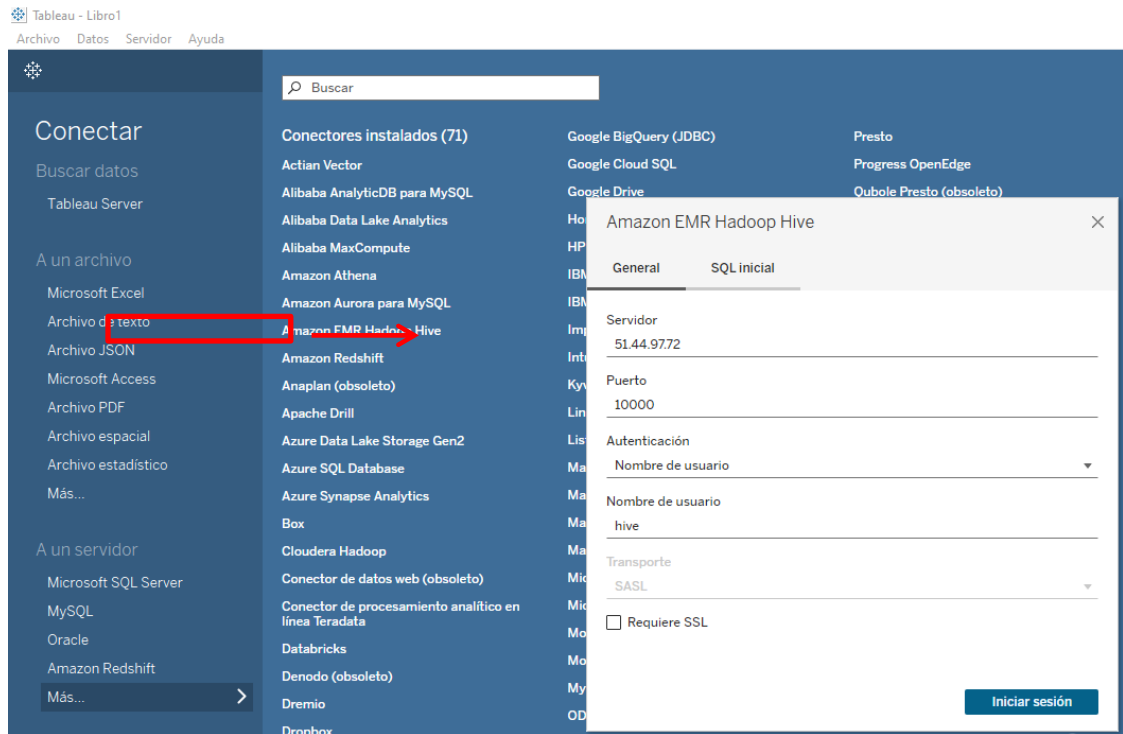 Tableau - Libro1
Archivo Datos Servidor Ayuda
Conectar
Buscar datos
Tableau Server
A un archivo
Microsoft Excel
Archivo de texto
Archivo JSON
Microsoft Access
Archivo PDF
Archivo espacial
Archivo estadístico
Más...
A un servidor
Microsoft SQL Server
MySQL
Oracle
Amazon Redshift
Más...
Buscar
Conectores instalados (71)
Actian Vector
Alibaba AnalyticDB para MySQL
Alibaba Data Lake Analytics
Alibaba MaxCompute
Amazon Athena
Amazon Aurora para MySQL
Amazon EMR Hadoop Hive
Amazon Redshift
Anaplan (obsoleto)
Apache Drill
Azure Data Lake Storage Gen2
Azure SQL Database
Azure Synapse Analytics
Box
Cloudera Hadoop
Conector de datos web (obsoleto)
Conector de procesamiento analítico en
línea Teradata
Databricks
Denodo (obsoleto)
Dremio
Dropbox
Google BigQuery (JDBC)
Google Cloud SQL
Google Drive
HP
IBM
IBM
Presto
Progress OpenEdge
Qubole Presto (obsoleto)
Amazon EMR Hadoop Hive
General SQL inicial
Servidor
51.44.97.72
Puerto
10000
Autenticación
Nombre de usuario
Nombre de usuario
hive
Transporte
SASL
Requiere SSL
Iniciar sesión